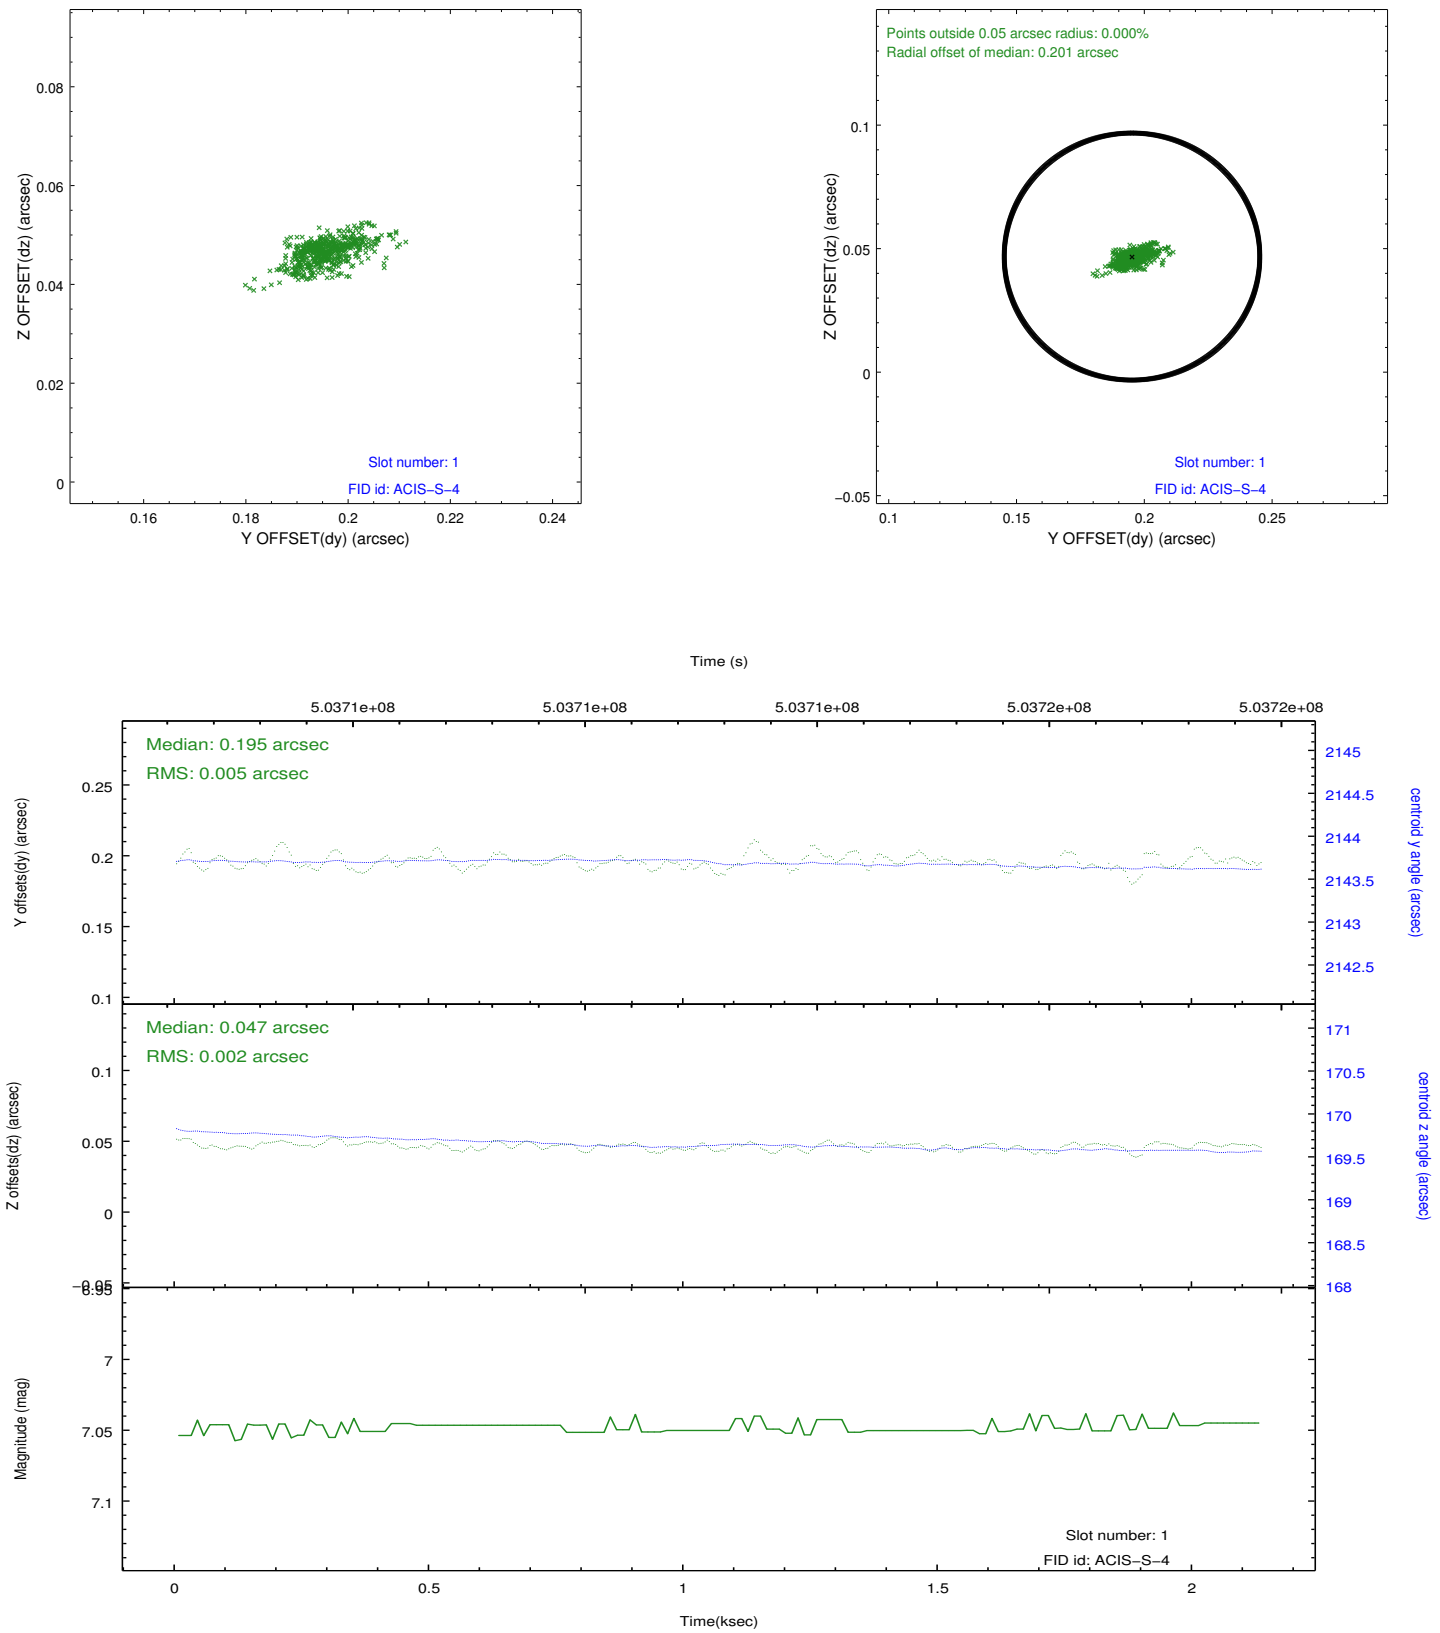 0.08
0.06
0.04
0.02
0
Z OFFSET(dz) (arcsec)
Slot number: 1
FID id: ACIS−S−4
0.16 0.18 0.2 0.22 0.24
Y OFFSET(dy) (arcsec)
Points outside 0.05 arcsec radius: 0.000%
Radial offset of median: 0.201 arcsec
0.1
0.05
0
−0.05
Z OFFSET(dz) (arcsec)
Slot number: 1
FID id: ACIS−S−4
0.1 0.15 0.2 0.25
Y OFFSET(dy) (arcsec)
Time (s)
5.0371e+08 5.0371e+08 5.0371e+08 5.0372e+08 5.0372e+08
Median: 0.195 arcsec
RMS: 0.005 arcsec
0.25
0.2
0.15
0.1
Y offsets(dy) (arcsec)
2145
2144.5
2144
2143.5
2143
2142.5
centroid y angle (arcsec)
Median: 0.047 arcsec
RMS: 0.002 arcsec
0.1
0.05
0
−0.05
Z offsets(dz) (arcsec)
171
170.5
170
169.5
169
168.5
168
centroid z angle (arcsec)
6.95
7
7.05
7.1
Magnitude (mag)
Slot number: 1
FID id: ACIS−S−4
0 0.5 1 1.5 2
Time(ksec)